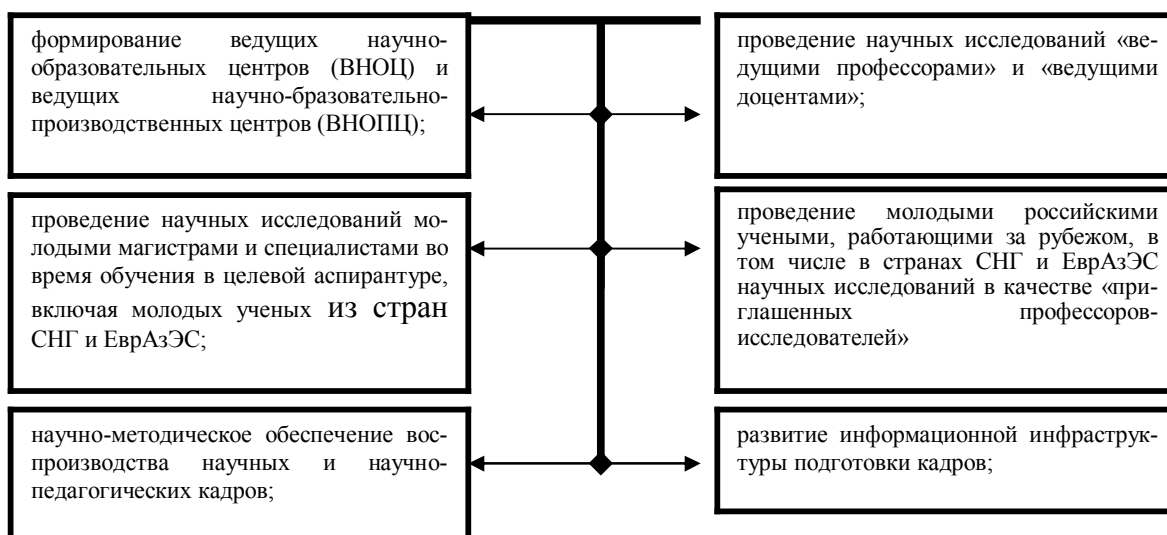 формирование ведущих научно-
образовательных центров (ВНОЦ) и
ведущих научно-бразовательно-
производственных центров (ВНОПЦ);
проведение научных исследований «ве-
дущими профессорами» и «ведущими
доцентами»;
проведение научных исследований мо-
лодыми магистрами и специалистами во
время обучения в целевой аспирантуре,
включая молодых ученых из стран
СНГ и ЕврАзЭС;
проведение молодыми российскими
учеными, работающими за рубежом, в
том числе в странах СНГ и ЕврАзЭС
научных исследований в качестве «при-
глашенных профессоров-
исследователей»
научно-методическое обеспечение вос-
производства научных и научно-
педагогических кадров;
развитие информационной инфраструк-
туры подготовки кадров;